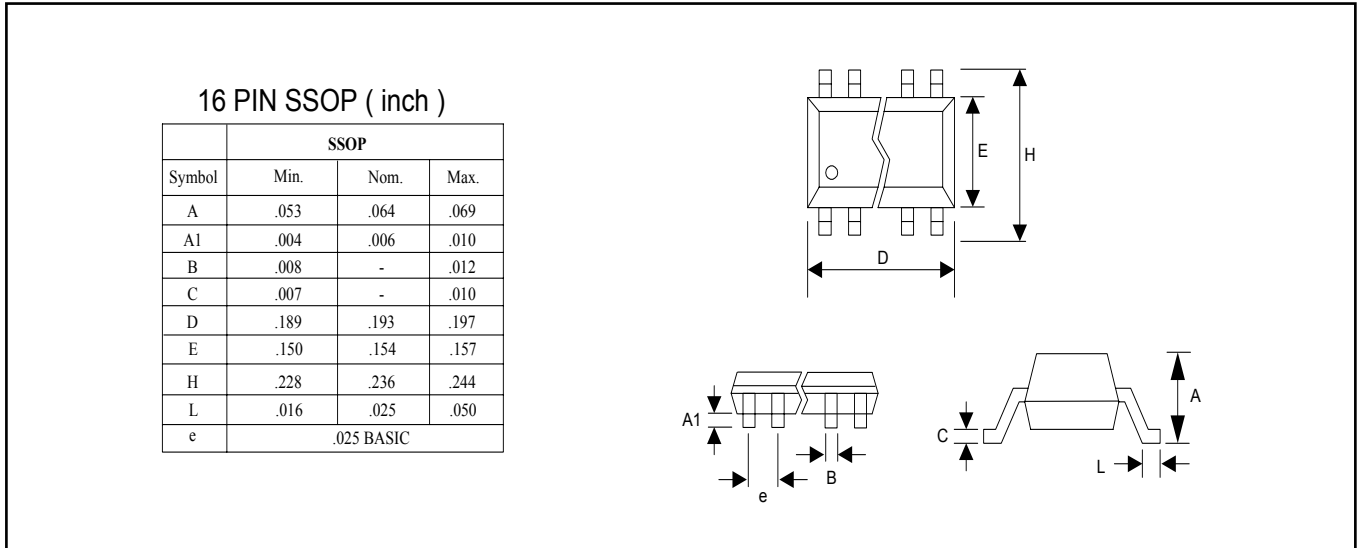 16 PIN SSOP ( inch )
SSOP
Symbol Min. Nom. Max.
A .053 .064 .069
A1 .004 .006 .010
B .008 - .012
C .007 - .010
D .189 .193 .197
E .150 .154 .157
H .228 .236 .244
L .016 .025 .050
e .025 BASIC
E
H
D
A1
e
B
C
L
A